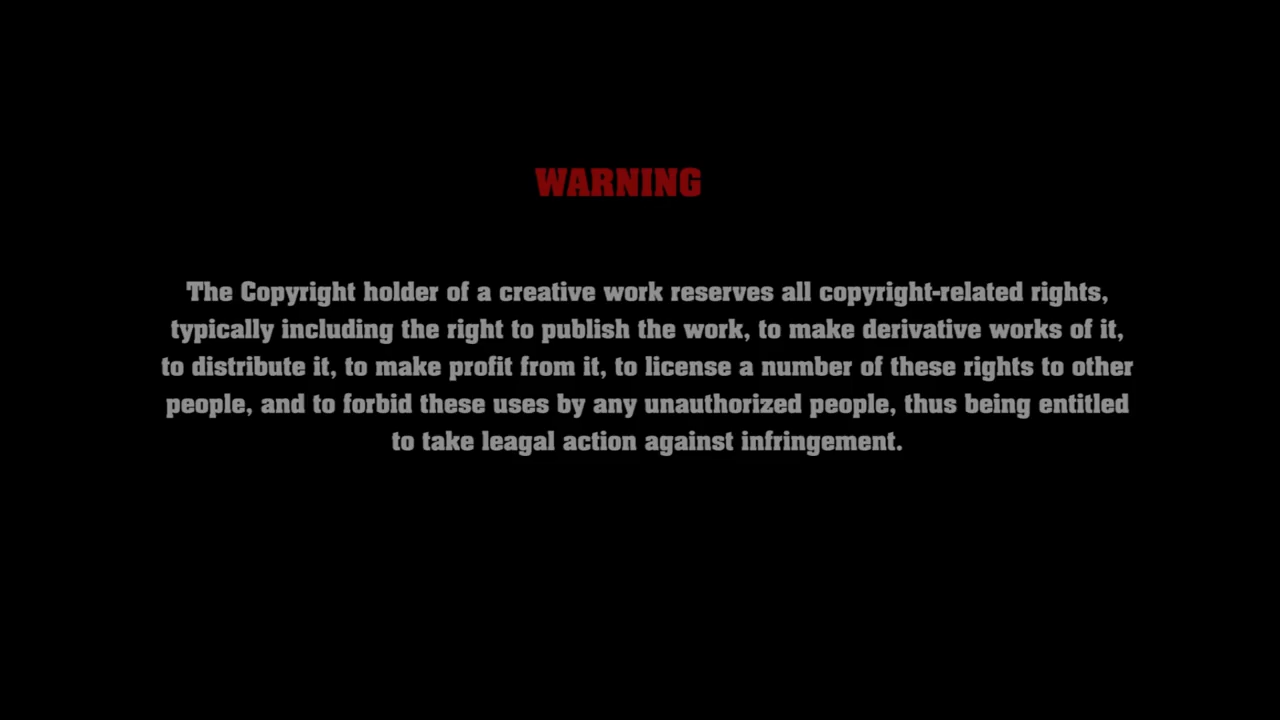 WARNING
The Copyright holder of a creative work reserves all copyright-related rights,
typically including the right to publish the work, to make derivative works of it,
to distribute it, to make profit from it, to license a number of these rights to other
people, and to forbid these uses by any unauthorized people, thus being entitled
to take leagal action against infringement.